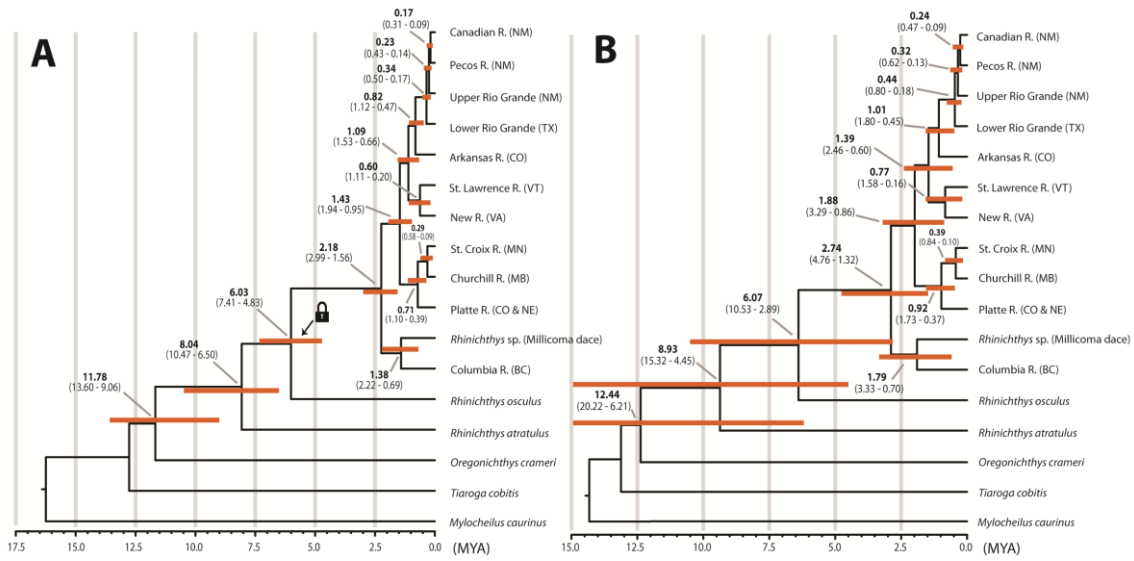 A
0.17
(0.31 - 0.09)
Canadian R. (NM)
0.23
(0.43 - 0.14)
Pecos R. (NM)
0.34
(0.50 - 0.17)
Upper Rio Grande (NM)
0.82
(1.12 - 0.47)
Lower Rio Grande (TX)
1.09
(1.53 - 0.66)
Arkansas R. (CO)
0.60
(1.11 - 0.20)
St. Lawrence R. (VT)
1.43
(1.94 - 0.95)
New R. (VA)
0.29
(0.58 - 0.09)
St. Croix R. (MN)
2.18
(2.99 - 1.56)
Churchill R. (MB)
6.03
(7.41 - 4.83)
0.71
(1.10 - 0.39)
Platte R. (CO & NE)
8.04
(10.47 - 6.50)
Rhinichthys sp. (Millicoma dace)
1.38
(2.22 - 0.69)
Columbia R. (BC)
11.78
(13.60 - 9.06)
Rhinichthys osculus
Rhinichthys atratulus
Oregonichthys crameri
Tiaroga cobitis
Mylocheilus caurinus
17.5 15.0 12.5 10.0 7.5 5.0 2.5 0.0 (MYA)
B
0.24
(0.47 - 0.09)
Canadian R. (NM)
0.32
(0.62 - 0.13)
Pecos R. (NM)
0.44
(0.80 - 0.18)
Upper Rio Grande (NM)
1.01
(1.80 - 0.45)
Lower Rio Grande (TX)
1.39
(2.46 - 0.60)
Arkansas R. (CO)
0.77
(1.58 - 0.16)
St. Lawrence R. (VT)
1.88
(3.29 - 0.86)
New R. (VA)
0.39
(0.84 - 0.10)
St. Croix R. (MN)
2.74
(4.76 - 1.32)
Churchill R. (MB)
6.07
(10.53 - 2.89)
0.92
(1.73 - 0.37)
Platte R. (CO & NE)
8.93
(15.32 - 4.45)
Rhinichthys sp. (Millicoma dace)
1.79
(3.33 - 0.70)
Columbia R. (BC)
12.44
(20.22 - 6.21)
Rhinichthys osculus
Rhinichthys atratulus
Oregonichthys crameri
Tiaroga cobitis
Mylocheilus caurinus
15.0 12.5 10.0 7.5 5.0 2.5 0.0 (MYA)